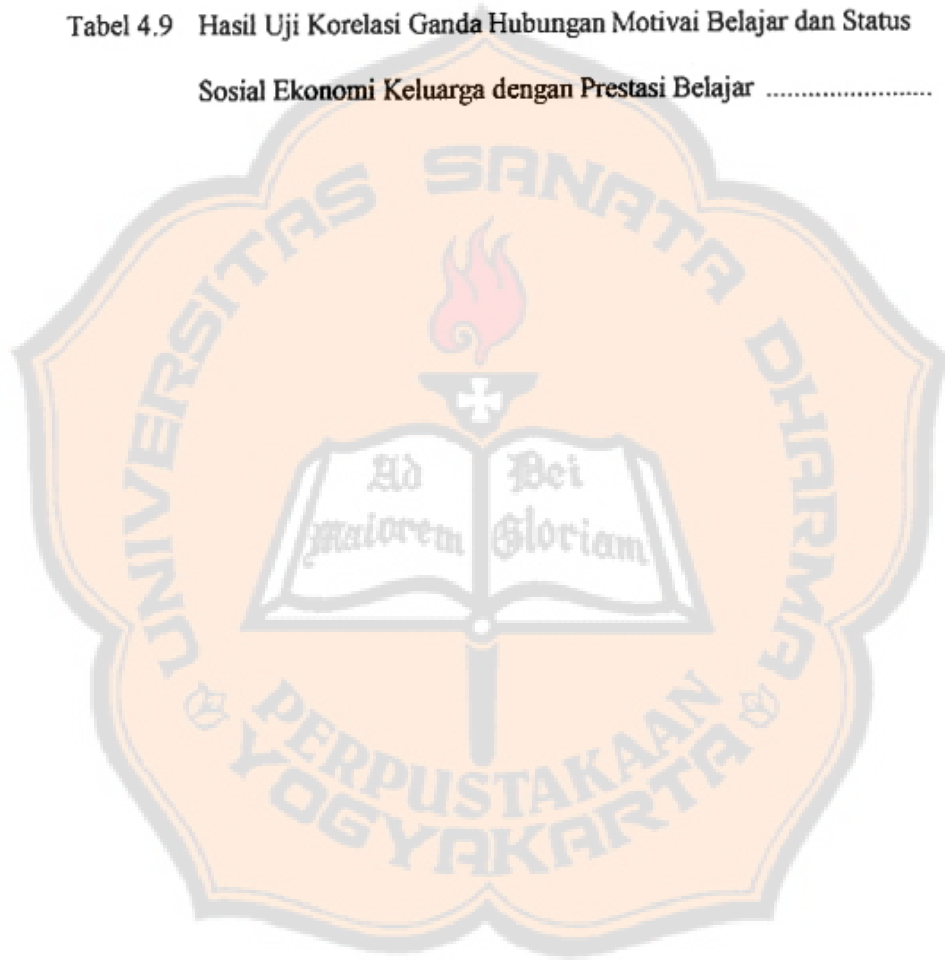 Tabel 4.9 Hasil Uji Korelasi Ganda Hubungan Motivai Belajar dan Status
Sosial Ekonomi Keluarga dengan Prestasi Belajar ........................
UNIVERSITAS SANATA DHARMA
Ad Dei
Maiorem Gloriam
PERPUSTAKAAN
YOGYAKARTA